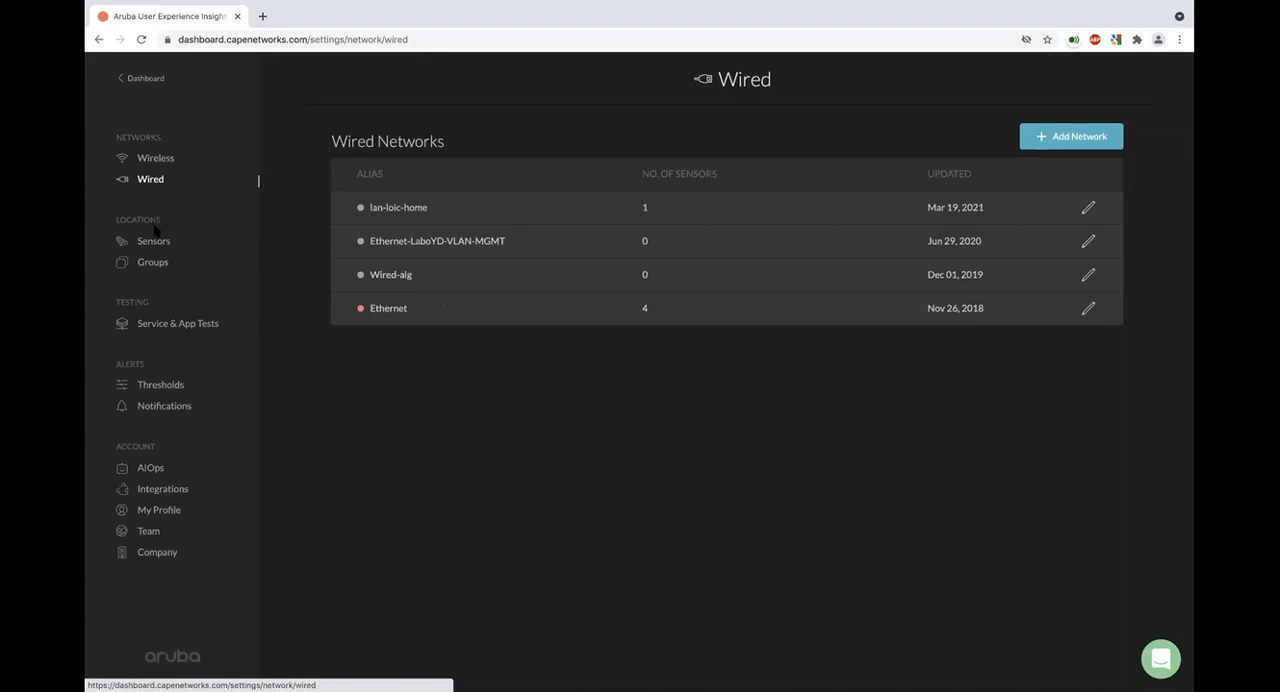 Aruba User Experience Insight
dashboard.capenetworks.com/settings/network/wired
ABP
Dashboard
Wired
NETWORKS
Wireless
Wired
LOCATIONS
Sensors
Groups
TESTING
Service & App Tests
ALERTS
Thresholds
Notifications
ACCOUNT
AIOps
Integrations
My Profile
Team
Company
aruba
Wired Networks
+ Add Network
ALIAS NO. OF SENSORS UPDATED
lan-loic-home 1 Mar 19, 2021
Ethernet-LaboYD-VLAN-MGMT 0 Jun 29, 2020
Wired-alg 0 Dec 01, 2019
Ethernet 4 Nov 26, 2018
https://dashboard.capenetworks.com/settings/network/wired